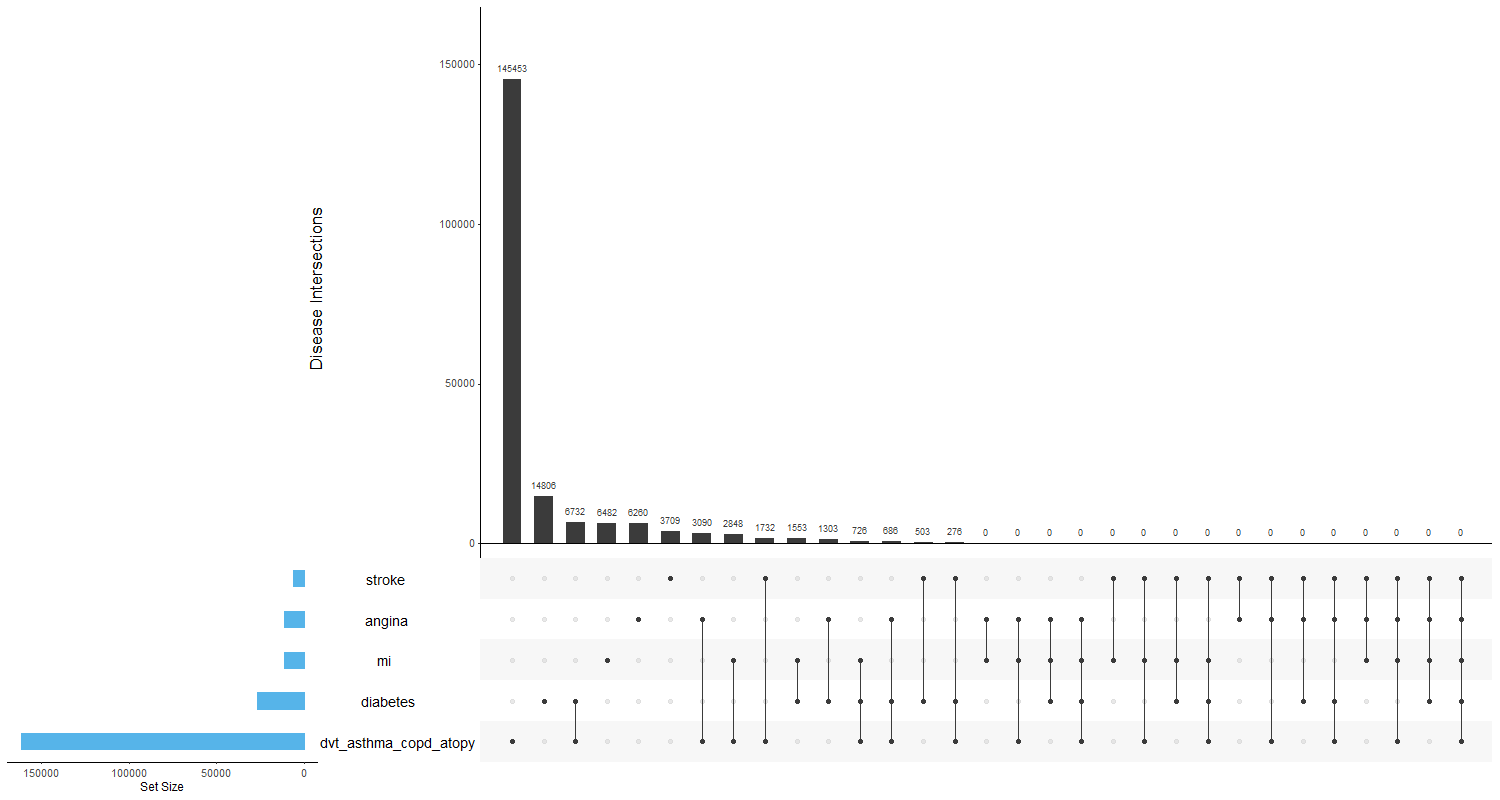 150000
145453
100000
Disease Intersections
50000
14806
6732 6482 6260 3709 3090 2848 1732 1553 1303 726 686 503 276 0 0 0 0 0 0 0 0 0 0 0 0 0 0 0 0
0
stroke
angina
mi
diabetes
dvt_asthma_copd_atopy
150000 100000 50000 0
Set Size